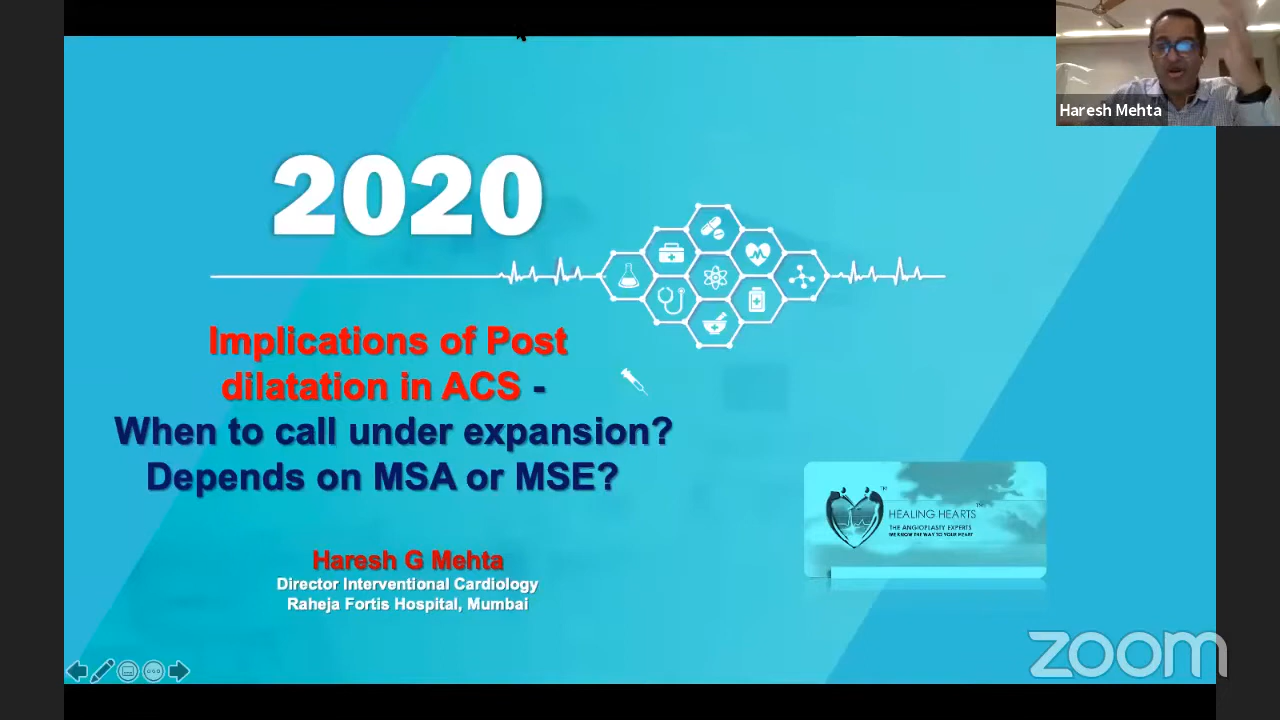 Haresh Mehta
2020
Implications of Post
dilatation in ACS -
When to call under expansion?
Depends on MSA or MSE?
TM
HEALING HEARTS TM
THE ANGIOPLASTY EXPERTS
WE KNOW THE WAY TO YOUR HEART
Haresh G Mehta
Director Interventional Cardiology
Raheja Fortis Hospital, Mumbai
zoom